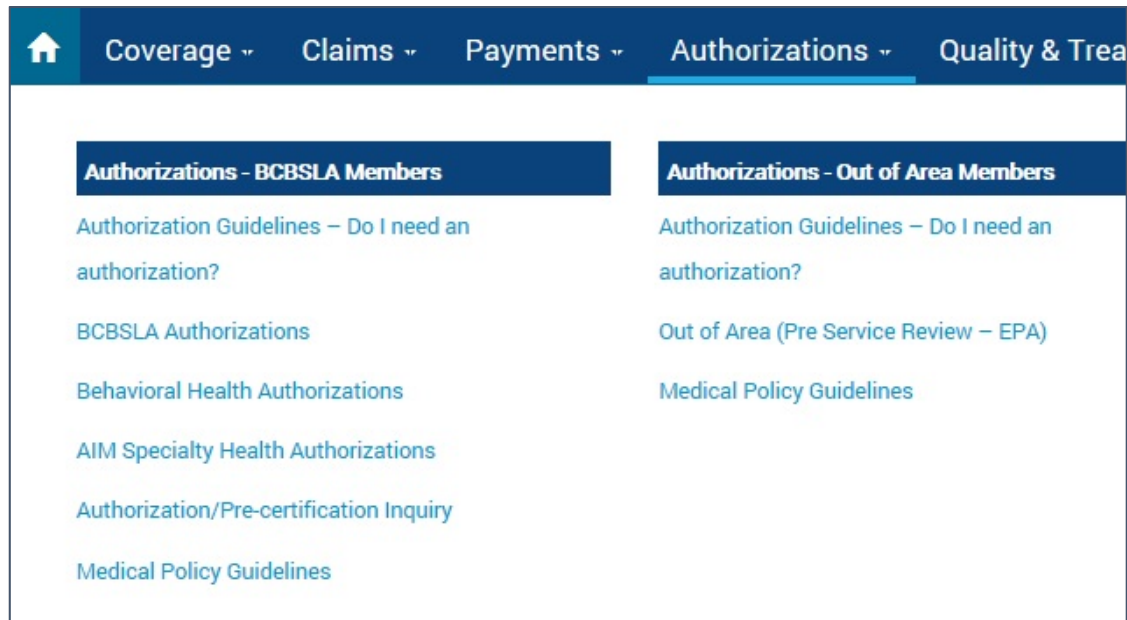 Coverage Claims Payments Authorizations Quality & Trea
Authorizations - BCBSLA Members
Authorization Guidelines – Do I need an
authorization?
BCBSLA Authorizations
Behavioral Health Authorizations
AIM Specialty Health Authorizations
Authorization/Pre-certification Inquiry
Medical Policy Guidelines
Authorizations - Out of Area Members
Authorization Guidelines – Do I need an
authorization?
Out of Area (Pre Service Review – EPA)
Medical Policy Guidelines